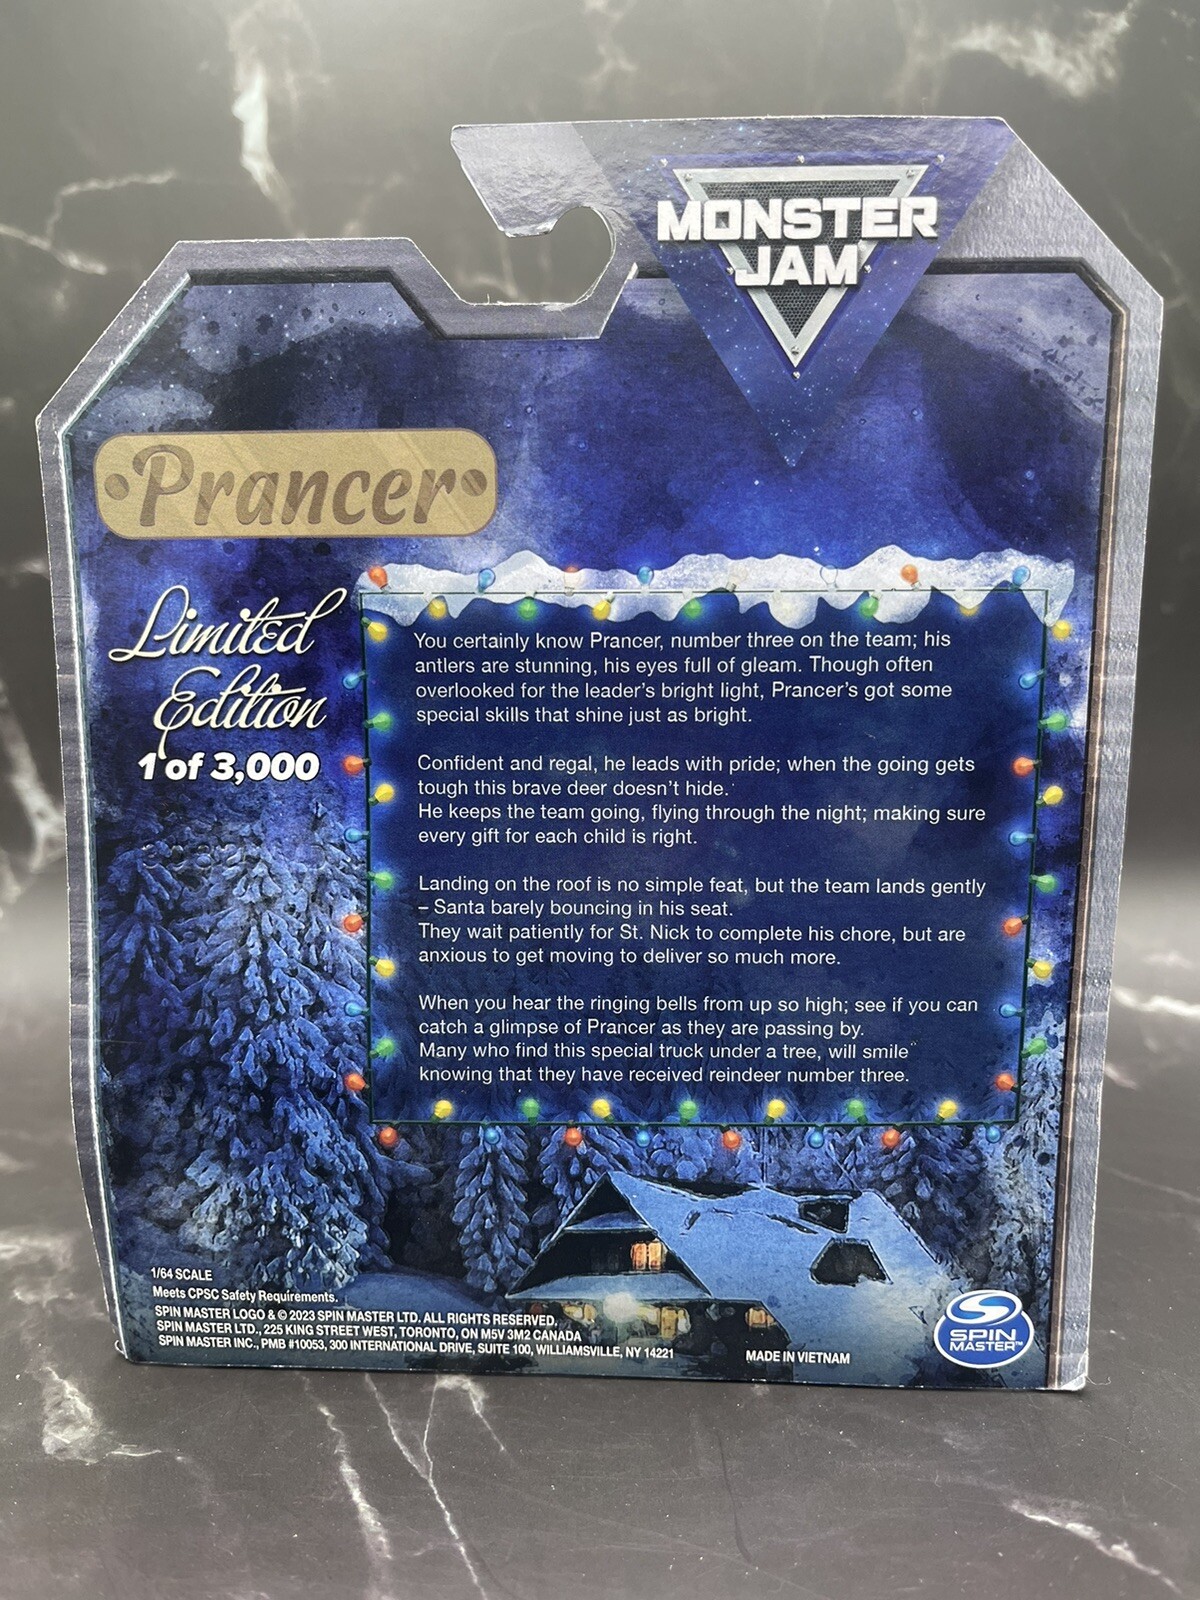 MONSTER
JAM
Prancer
Limited
Edition
1 of 3,000
You certainly know Prancer, number three on the team; his
antlers are stunning, his eyes full of gleam. Though often
overlooked for the leader's bright light, Prancer's got some
special skills that shine just as bright.
Confident and regal, he leads with pride; when the going gets
tough this brave deer doesn't hide.
He keeps the team going, flying through the night; making sure
every gift for each child is right.
Landing on the roof is no simple feat, but the team lands gently
– Santa barely bouncing in his seat.
They wait patiently for St. Nick to complete his chore, but are
anxious to get moving to deliver so much more.
When you hear the ringing bells from up so high; see if you can
catch a glimpse of Prancer as they are passing by.
Many who find this special truck under a tree, will smile
knowing that they have received reindeer number three.
1/64 SCALE
Meets CPSC Safety Requirements.
SPIN MASTER LOGO & © 2023 SPIN MASTER LTD. ALL RIGHTS RESERVED.
SPIN MASTER LTD., 225 KING STREET WEST, TORONTO, ON M5V 3M2 CANADA
SPIN MASTER INC., PMB #10053, 300 INTERNATIONAL DRIVE, SUITE 100, WILLIAMSVILLE, NY 14221
MADE IN VIETNAM
SPIN
MASTER™